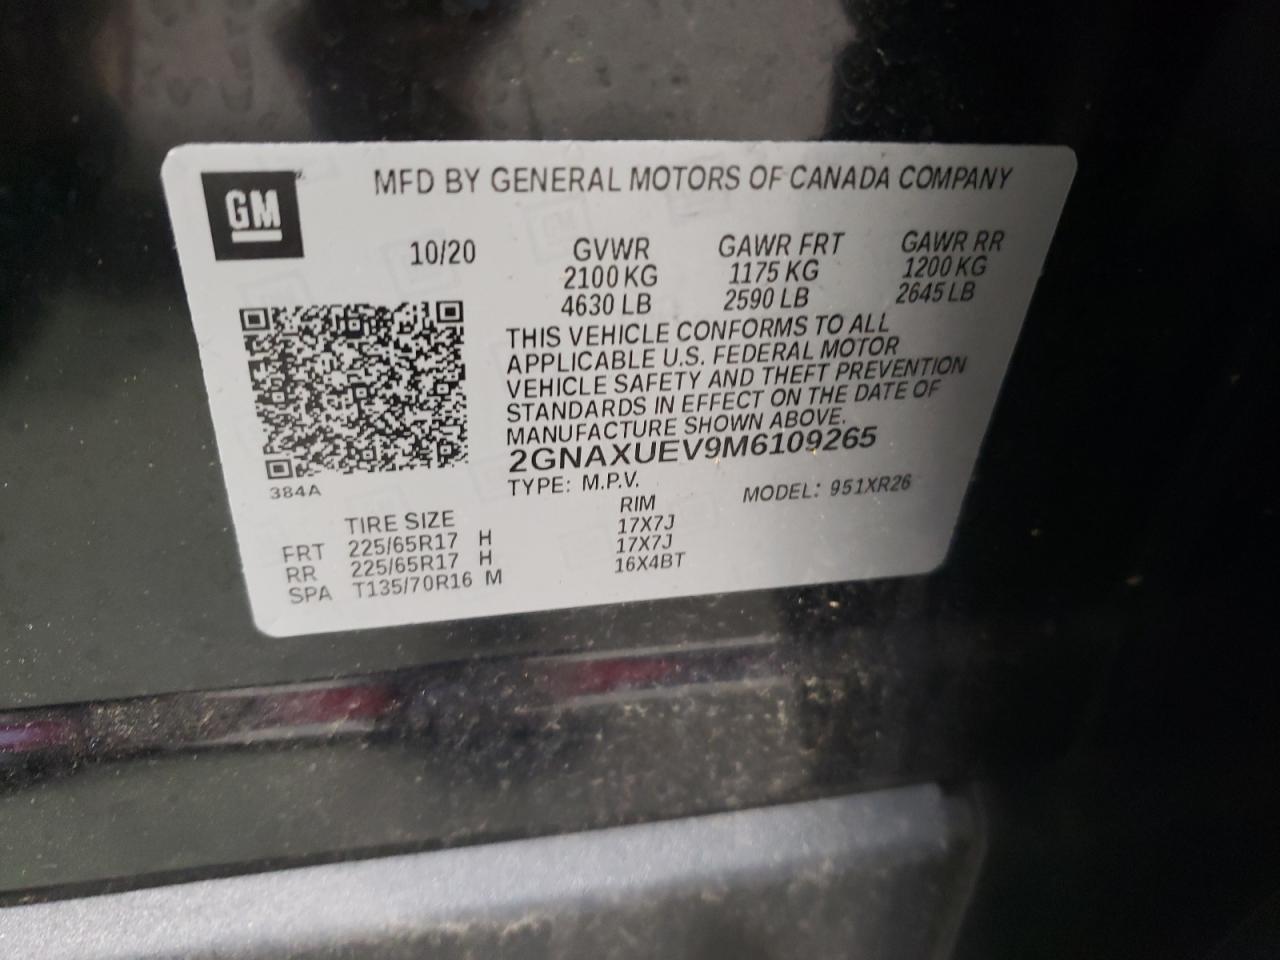 GM
MFD BY GENERAL MOTORS OF CANADA COMPANY
10/20
GVWR GAWR FRT GAWR RR
2100 KG 1175 KG 1200 KG
4630 LB 2590 LB 2645 LB
THIS VEHICLE CONFORMS TO ALL
APPLICABLE U.S. FEDERAL MOTOR
VEHICLE SAFETY AND THEFT PREVENTION
STANDARDS IN EFFECT ON THE DATE OF
MANUFACTURE SHOWN ABOVE.
2GNAXUEV9M6109265
384A
TYPE: M.P.V. MODEL: 951XR26
TIRE SIZE RIM
FRT 225/65R17 H 17X7J
RR 225/65R17 H 17X7J
SPA T135/70R16 M 16X4BT